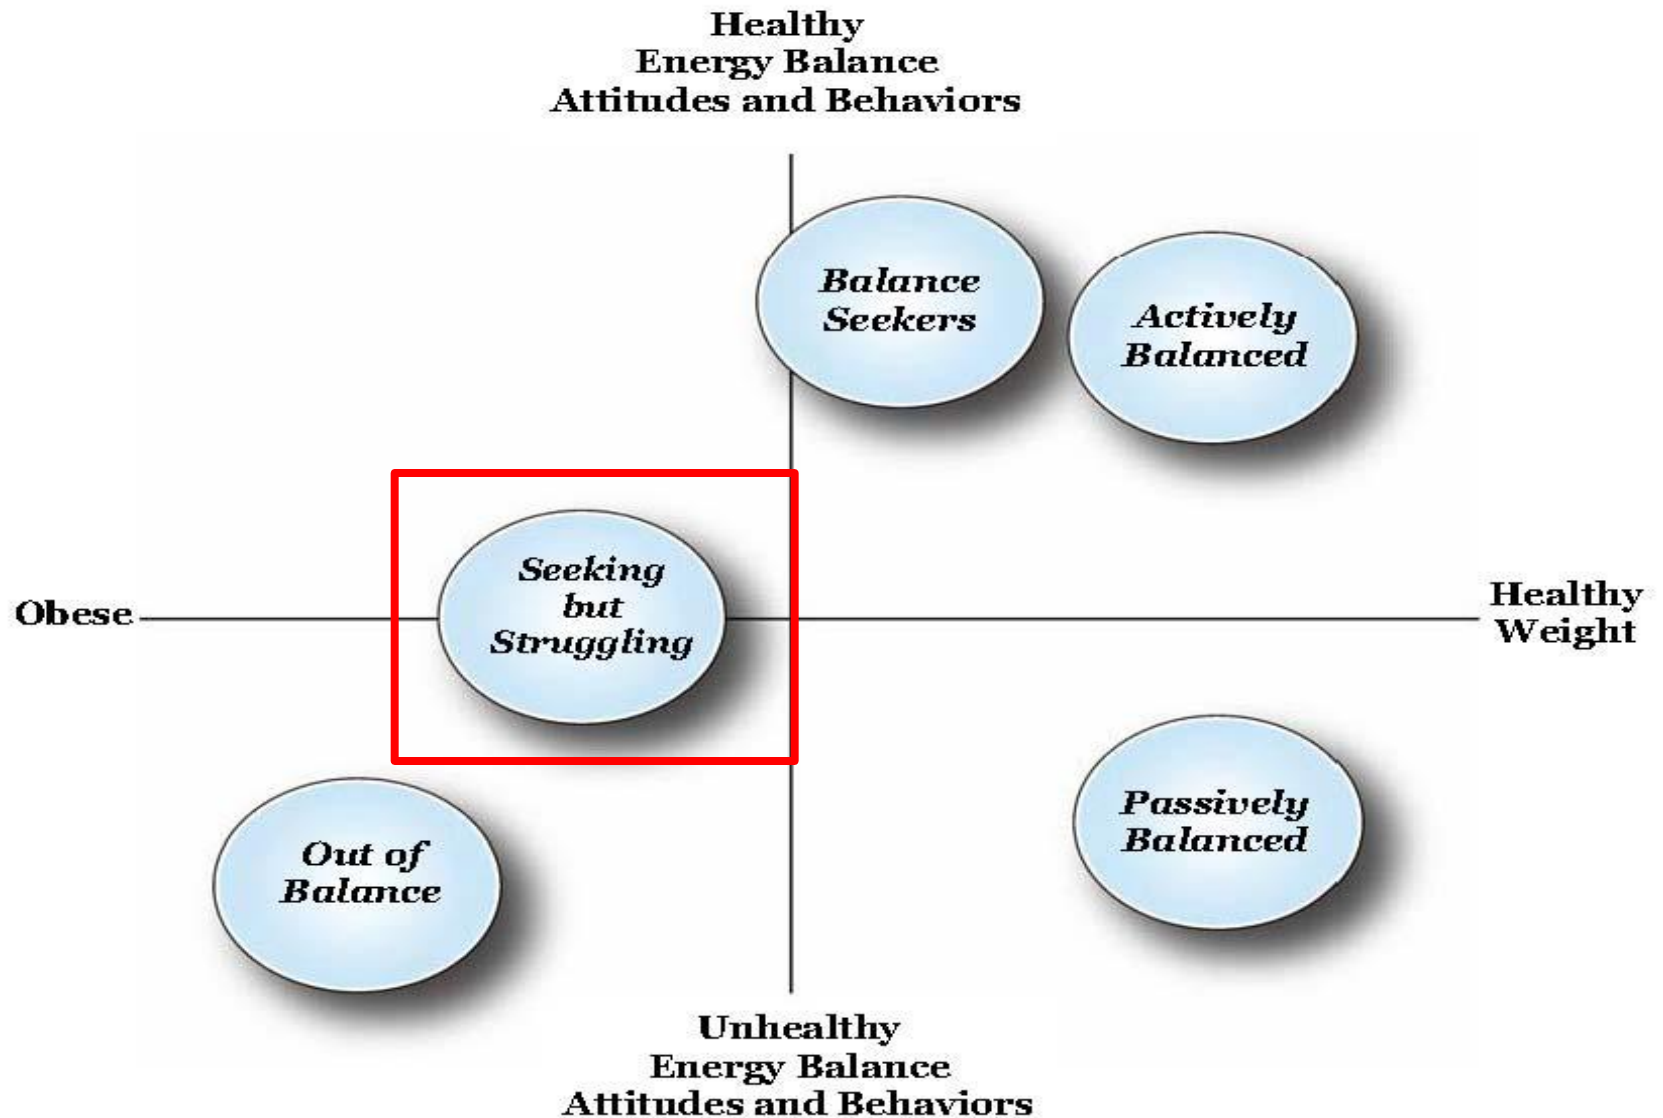 Healthy
Energy Balance
Attitudes and Behaviors
Balance
Seekers
Actively
Balanced
Seeking
but
Struggling
Obese
Healthy
Weight
Passively
Balanced
Out of
Balance
Unhealthy
Energy Balance
Attitudes and Behaviors